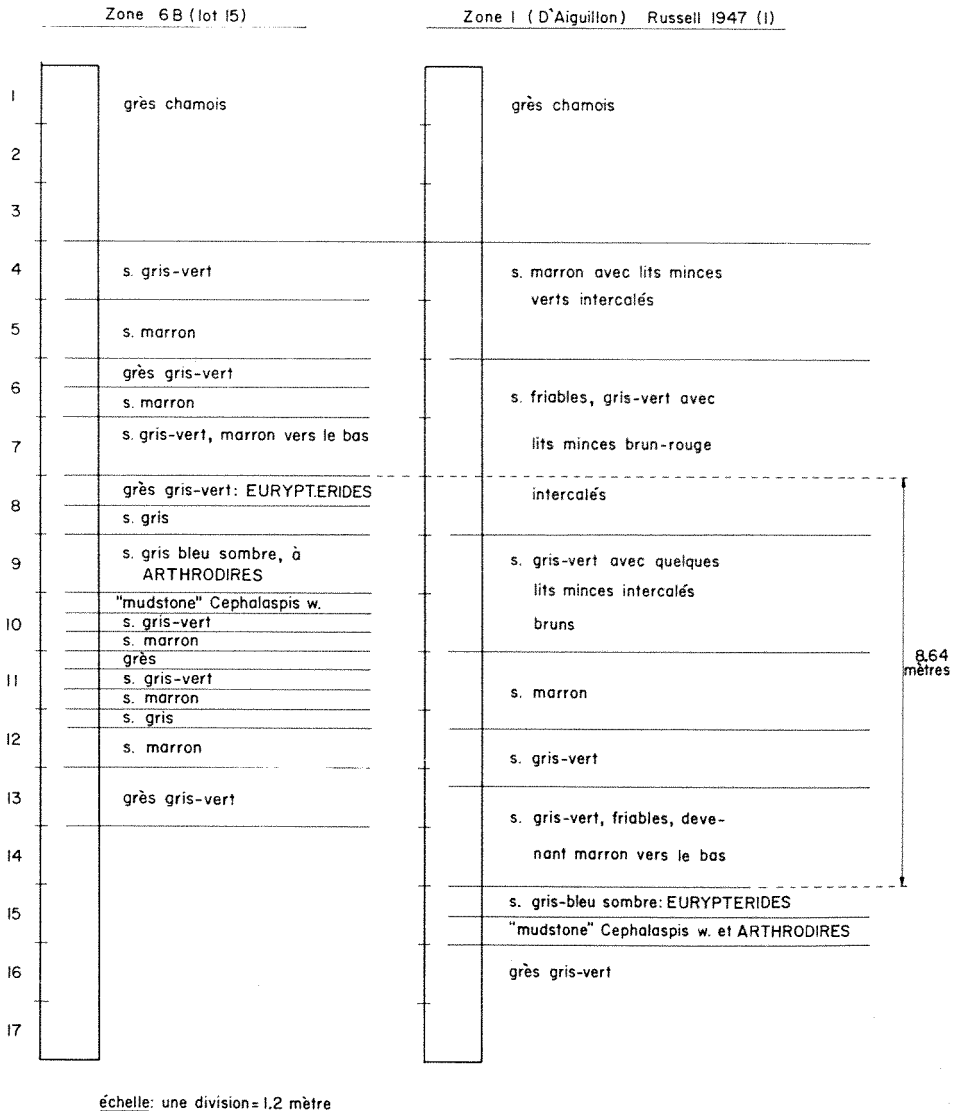 Zone 6B (lot 15)
Zone 1 (D'Aiguillon) Russell 1947 (1)
1
2
3
4
5
6
7
8
9
10
11
12
13
14
15
16
17
grès chamois
s. gris-vert
s. marron
grès gris-vert
s. marron
s. gris-vert, marron vers le bas
grès gris-vert: EURYPTERIDES
s. gris
s. gris bleu sombre, à
ARTHRODIRES
"mudstone" Cephalaspis w.
s. gris-vert
s. marron
grès
s. gris-vert
s. marron
s. gris
s. marron
grès gris-vert
grès chamois
s. marron avec lits minces
verts intercalés
s. friables, gris-vert avec
lits minces brun-rouge
intercalés
s. gris-vert avec quelques
lits minces intercalés
bruns
s. marron
s. gris-vert
s. gris-vert, friables, deve-
nant marron vers le bas
s. gris-bleu sombre: EURYPTERIDES
"mudstone" Cephalaspis w. et ARTHRODIRES
grès gris-vert
8.64
mètres
échelle: une division = 1.2 mètre